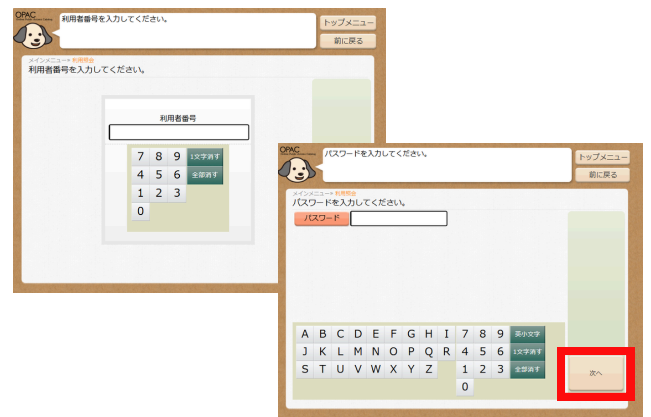 OPAC
利用者番号を入力してください。
トップメニュー
前に戻る
メインメニュー→利用照会
利用者番号を入力してください。
利用者番号
7 8 9 1文字消す
4 5 6 全部消す
1 2 3
0
OPAC
パスワードを入力してください。
トップメニュー
前に戻る
メインメニュー→利用照会
パスワードを入力してください。
パスワード
A B C D E F G H I 7 8 9 英小文字
J K L M N O P Q R 4 5 6 1文字消す
S T U V W X Y Z 1 2 3 全部消す
0
次へ